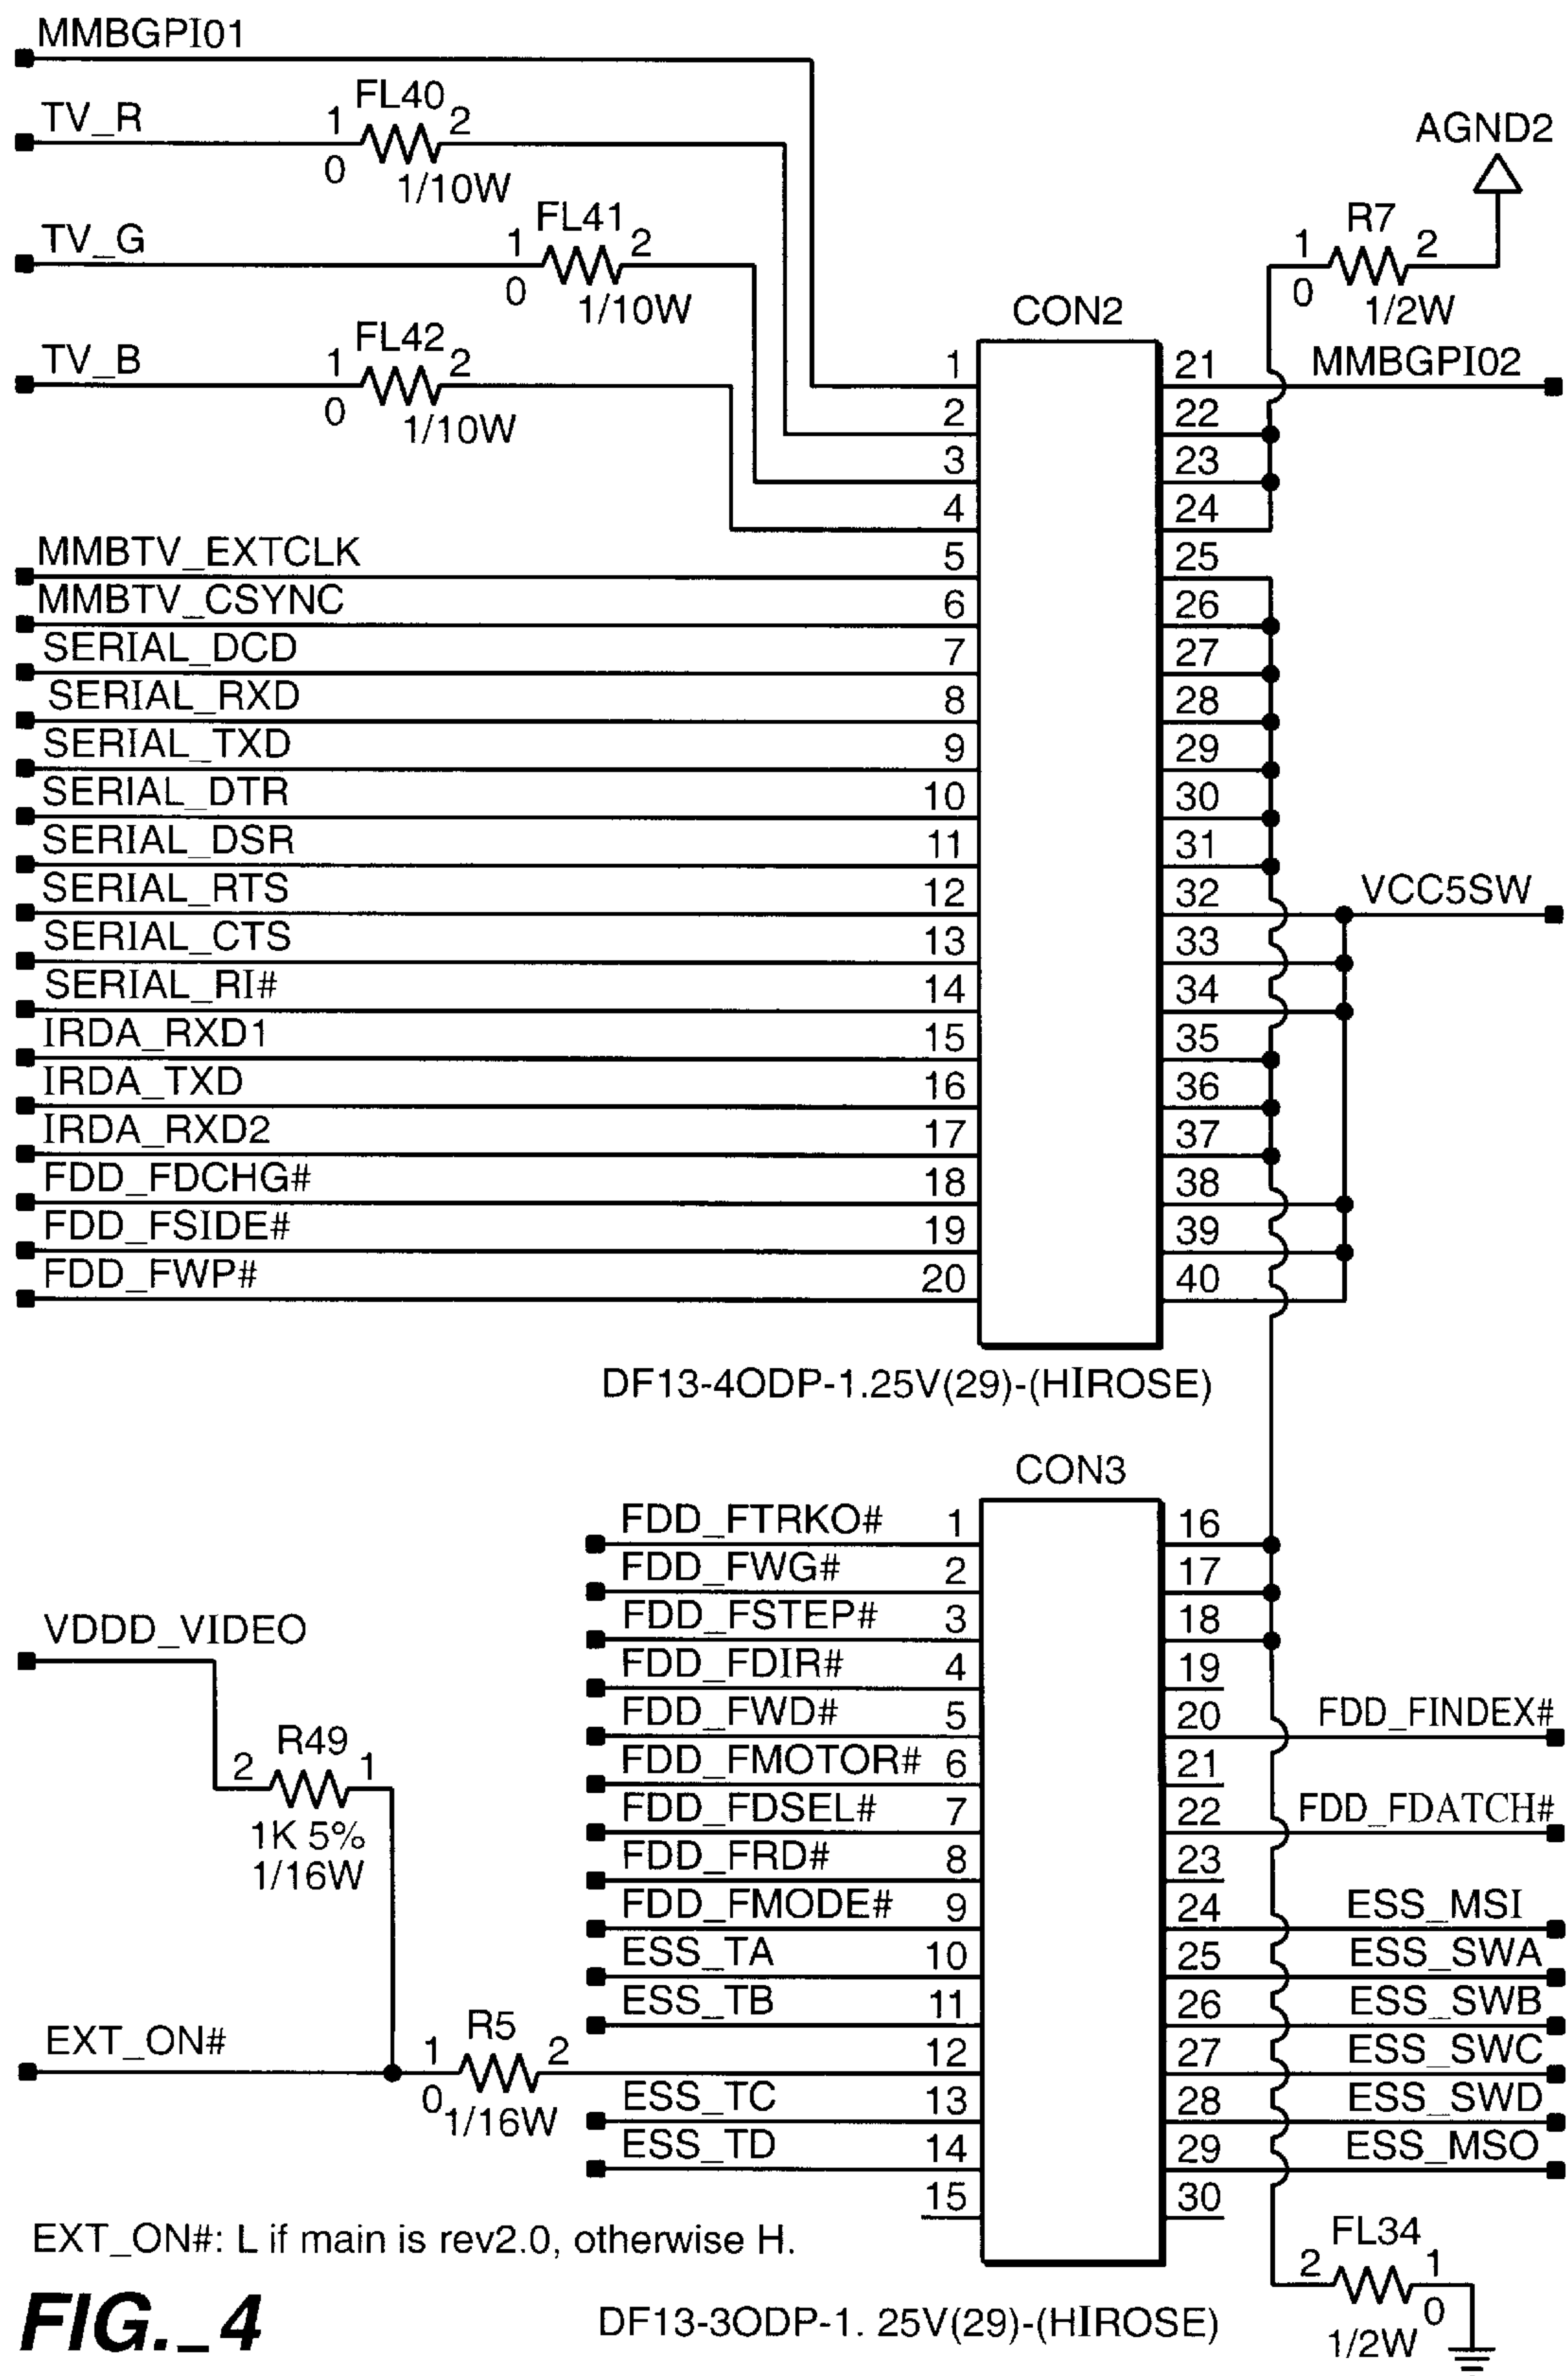 MMBGPI01
TV_R
1 FL40 2
0 1/10W
TV_G
1 FL41 2
0 1/10W
TV_B
1 FL42 2
0 1/10W
AGND2
1 R7 2
0 1/2W
CON2
1 21 MMBGPI02
2 22
3 23
4 24
MMBTV_EXTCLK 5 25
MMBTV_CSYNC 6 26
SERIAL_DCD 7 27
SERIAL_RXD 8 28
SERIAL_TXD 9 29
SERIAL_DTR 10 30
SERIAL_DSR 11 31
SERIAL_RTS 12 32 VCC5SW
SERIAL_CTS 13 33
SERIAL_RI# 14 34
IRDA_RXD1 15 35
IRDA_TXD 16 36
IRDA_RXD2 17 37
FDD_FDCHG# 18 38
FDD_FSIDE# 19 39
FDD_FWP# 20 40
DF13-4ODP-1.25V(29)-(HIROSE)
CON3
FDD_FTRKO# 1 16
FDD_FWG# 2 17
FDD_FSTEP# 3 18
FDD_FDIR# 4 19
FDD_FWD# 5 20 FDD_FINDEX#
FDD_FMOTOR# 6 21
FDD_FDSEL# 7 22 FDD_FDATCH#
FDD_FRD# 8 23
FDD_FMODE# 9 24 ESS_MSI
ESS_TA 10 25 ESS_SWA
ESS_TB 11 26 ESS_SWB
12 27 ESS_SWC
ESS_TC 13 28 ESS_SWD
ESS_TD 14 29 ESS_MSO
15 30
VDDD_VIDEO
2 R49 1
1K 5%
1/16W
EXT_ON#
1 R5 2
0 1/16W
EXT_ON#: L if main is rev2.0, otherwise H.
FL34
2 1
0
1/2W
DF13-3ODP-1. 25V(29)-(HIROSE)
FIG._4